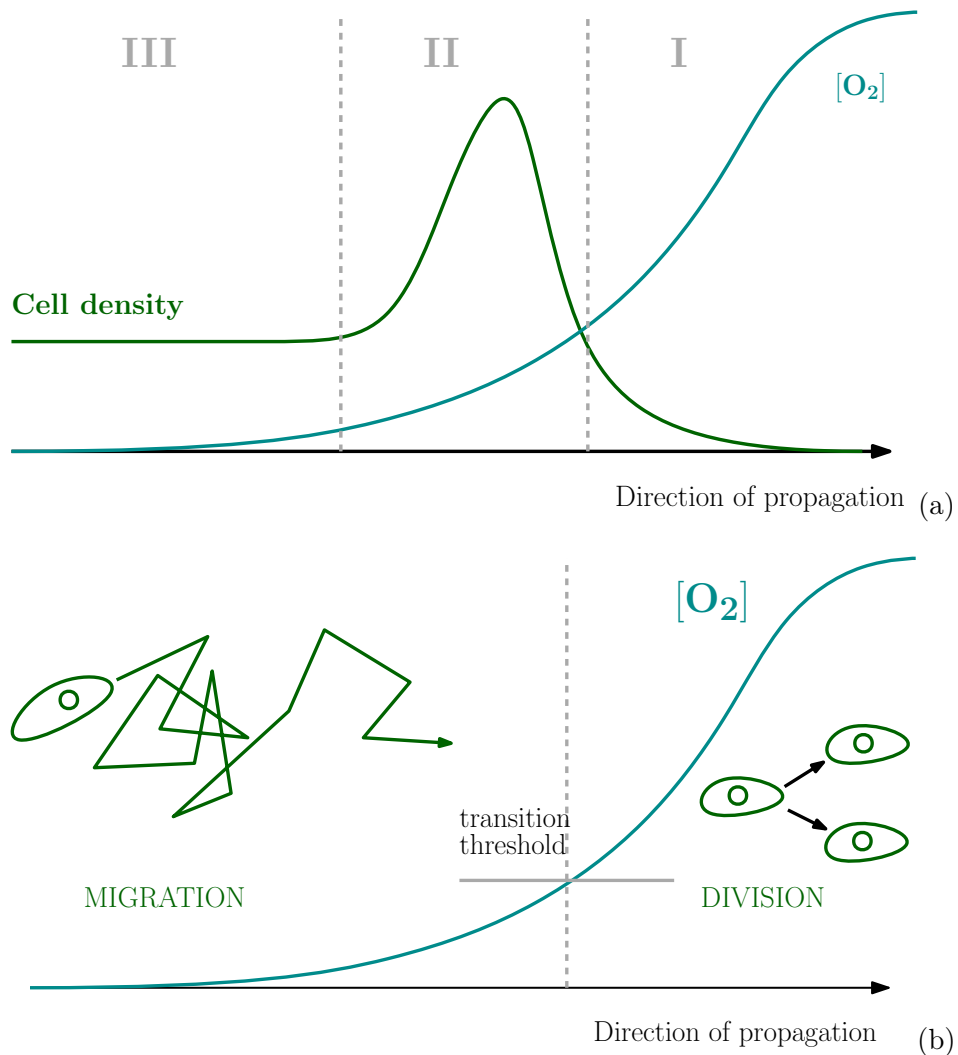 III
II
I
[O₂]
Cell density
Direction of propagation
(a)
[O₂]
transition
threshold
MIGRATION
DIVISION
Direction of propagation
(b)